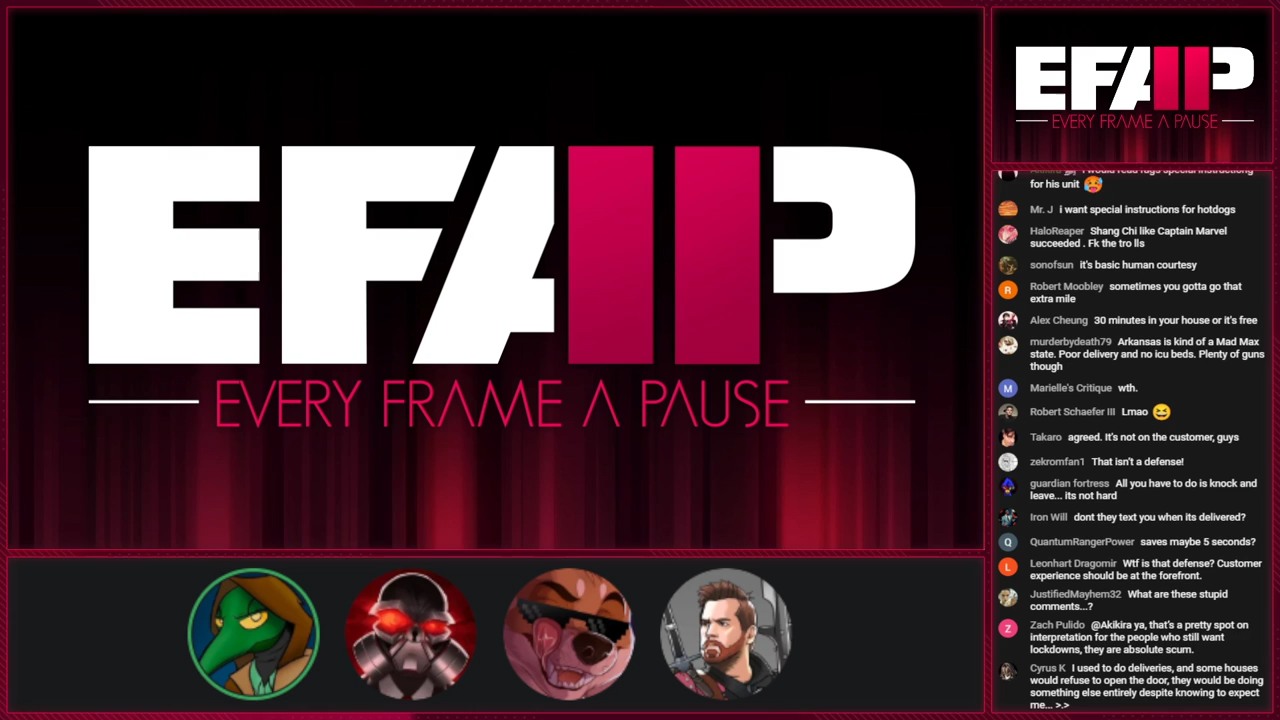 EFAP
EVERY FRAME A PAUSE
EFAP
EVERY FRAME A PAUSE
i would read rags special instructions
for his unit 🥵
Mr. J i want special instructions for hotdogs
HaloReaper Shang Chi like Captain Marvel
succeeded . Fk the tro lls
sonofsun it's basic human courtesy
R
Robert Moobley sometimes you gotta go that
extra mile
Alex Cheung 30 minutes in your house or it's free
murderbydeath79 Arkansas is kind of a Mad Max
state. Poor delivery and no icu beds. Plenty of guns
though
M
Marielle's Critique wth.
Robert Schaefer III Lmao 😆
Takaro agreed. It's not on the customer, guys
zekromfan1 That isn't a defense!
guardian fortress All you have to do is knock and
leave... its not hard
Iron Will dont they text you when its delivered?
Q
QuantumRangerPower saves maybe 5 seconds?
L
Leonhart Dragomir Wtf is that defense? Customer
experience should be at the forefront.
JustifiedMayhem32 What are these stupid
comments...?
Z
Zach Pulido @Akikira ya, that's a pretty spot on
interpretation for the people who still want
lockdowns, they are absolute scum.
Cyrus K I used to do deliveries, and some houses
would refuse to open the door, they would be doing
something else entirely despite knowing to expect
me... >.>